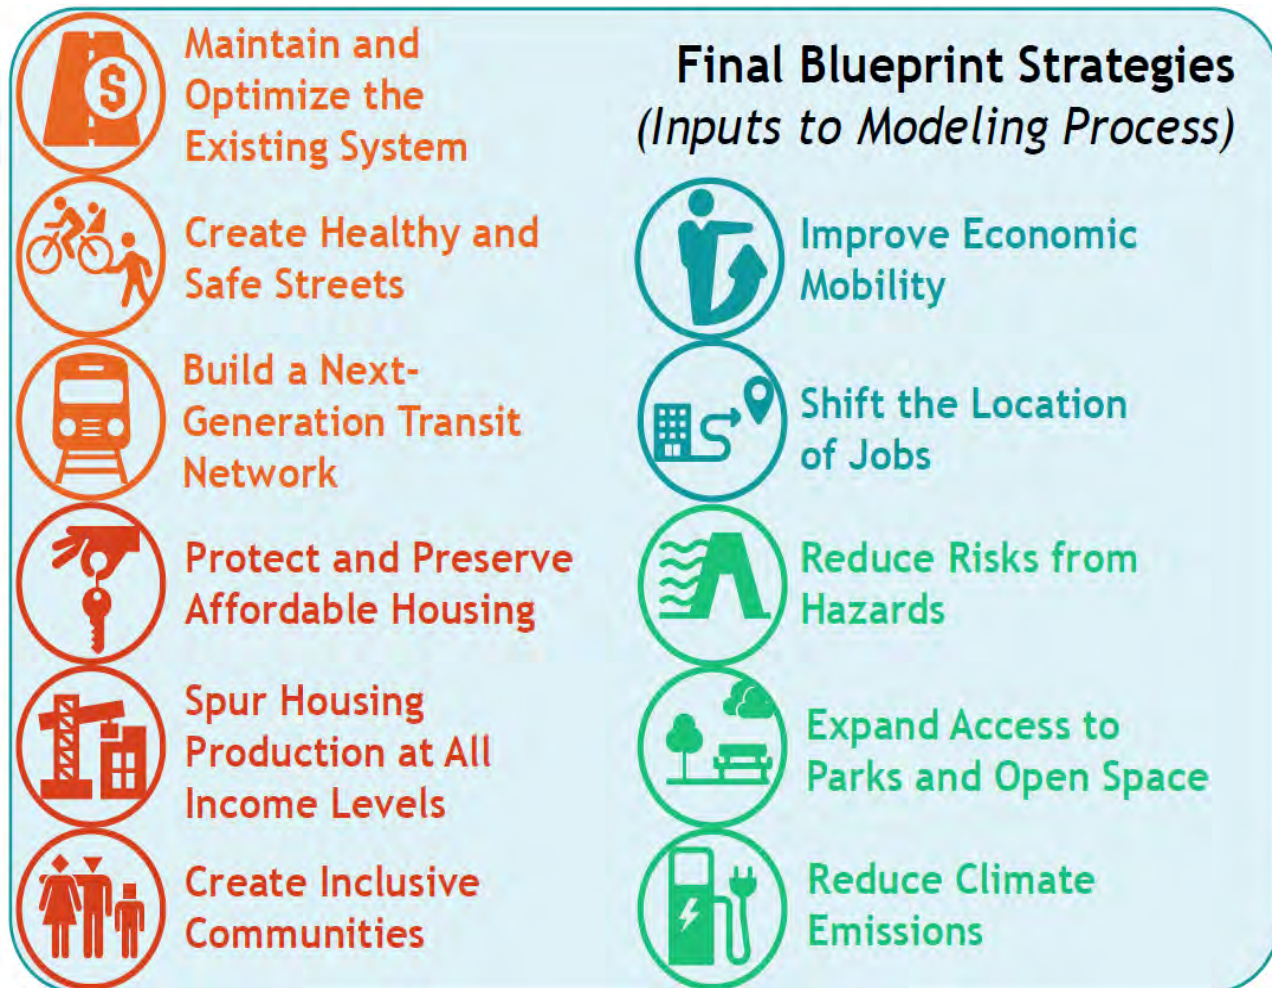 Final Blueprint Strategies
(Inputs to Modeling Process)
Maintain and
Optimize the
Existing System
Create Healthy and
Safe Streets
Build a Next-
Generation Transit
Network
Protect and Preserve
Affordable Housing
Spur Housing
Production at All
Income Levels
Create Inclusive
Communities
Improve Economic
Mobility
Shift the Location
of Jobs
Reduce Risks from
Hazards
Expand Access to
Parks and Open Space
Reduce Climate
Emissions
$